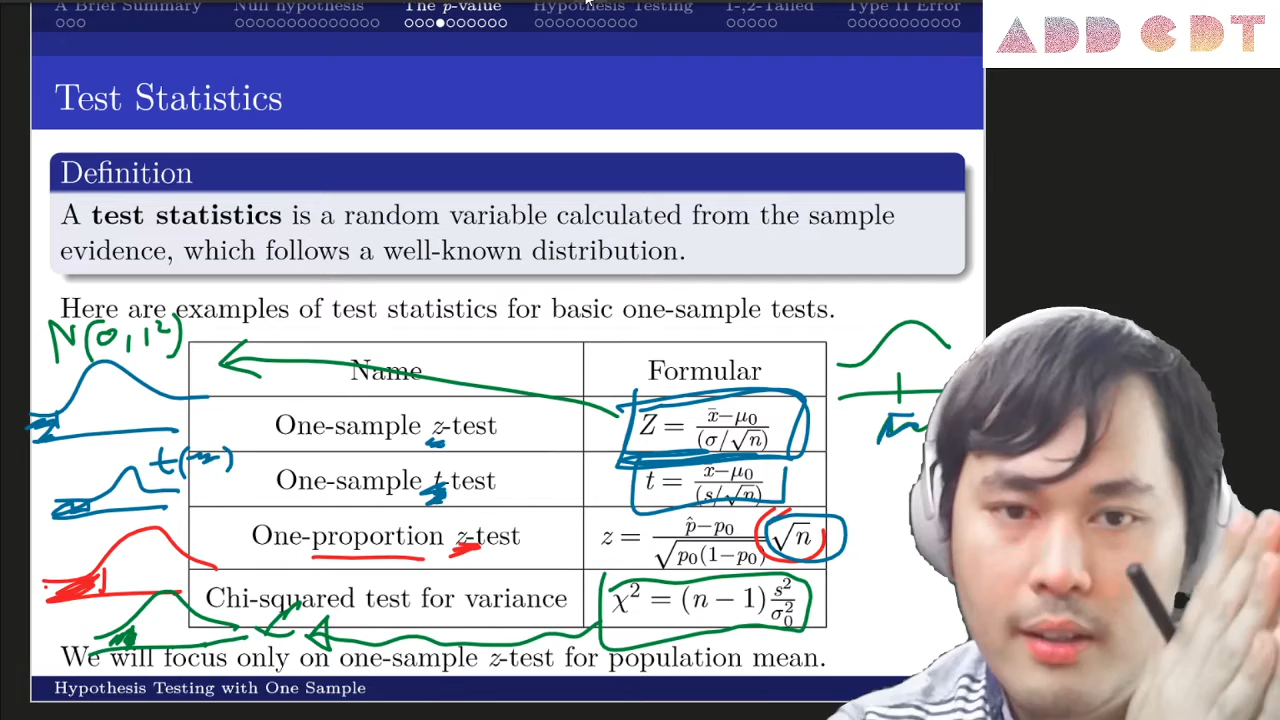 A Brief Summary Null hypothesis The p-value Hypothesis Testing 1-,2-Tailed Type II Error
ADD CDT
Test Statistics
Definition
A test statistics is a random variable calculated from the sample
evidence, which follows a well-known distribution.
Here are examples of test statistics for basic one-sample tests.
N(0,1²)
Name Formular
One-sample z-test Z = x̄−μ₀/(σ/√n)
One-sample t-test t = x−μ₀/(s/√n)
One-proportion z-test z = p̂−p₀/√p₀(1−p₀) √n
Chi-squared test for variance χ² = (n − 1) s²/σ₀²
We will focus only on one-sample z-test for population mean.
Hypothesis Testing with One Sample